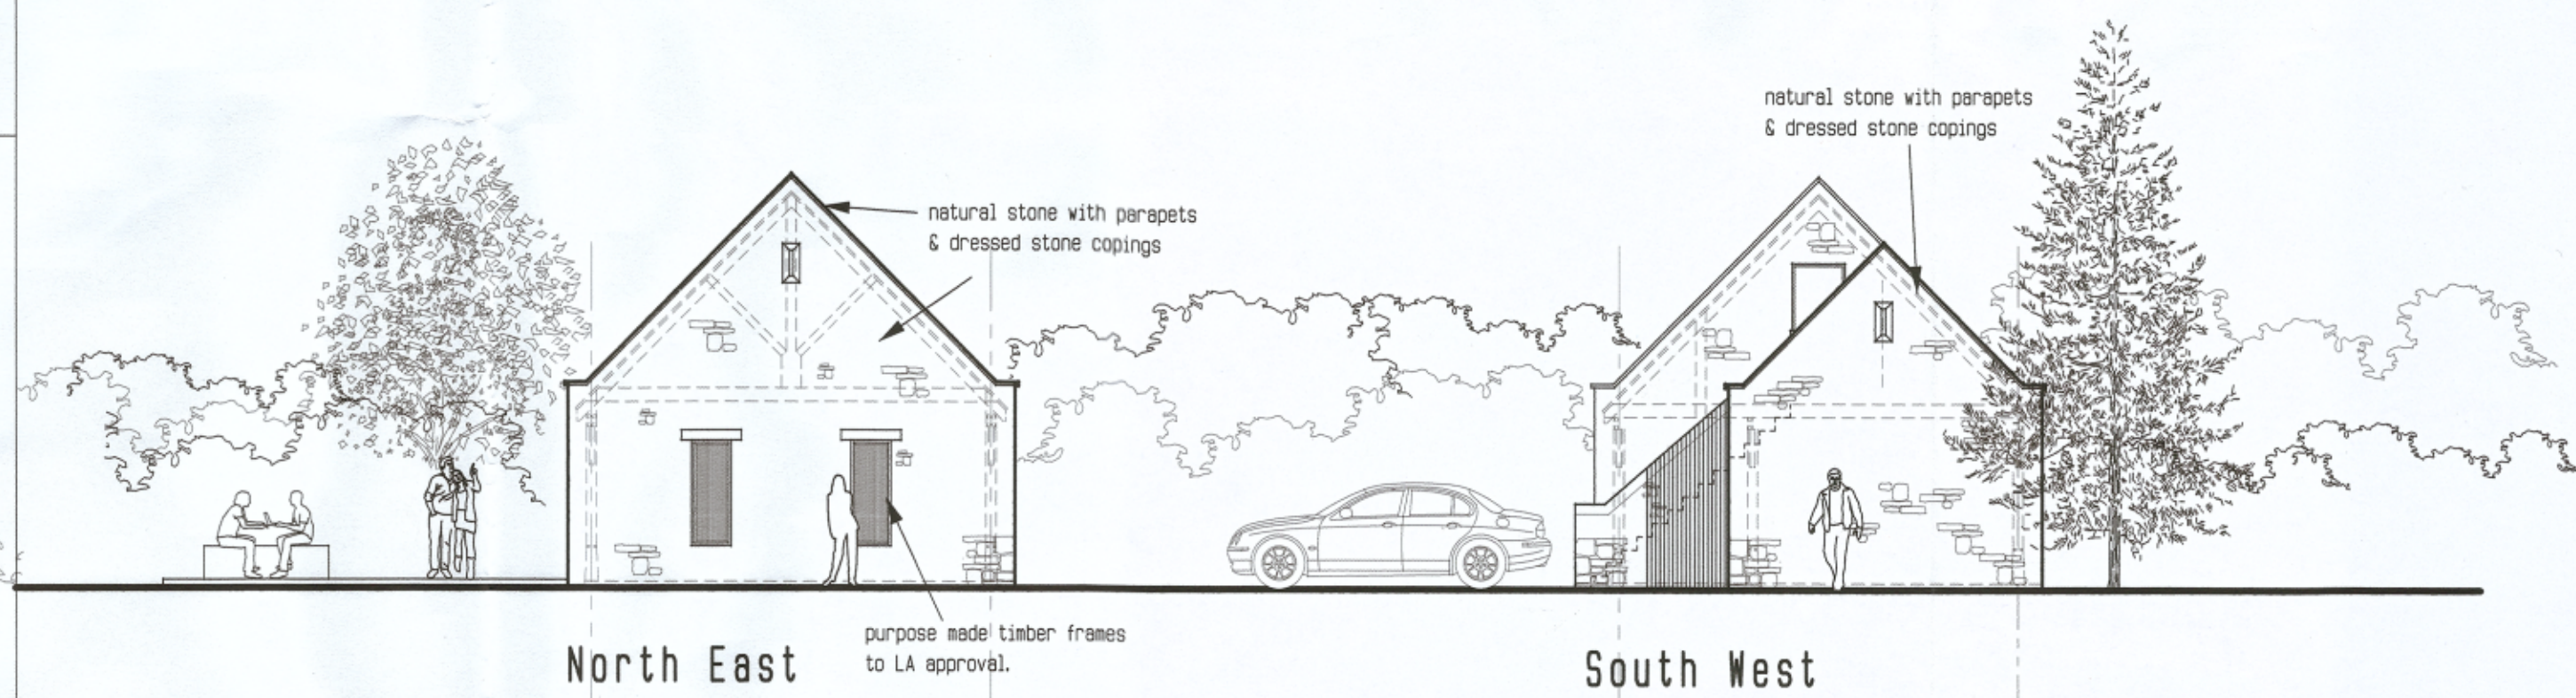 natural stone with parapets
& dressed stone copings
natural stone with parapets
& dressed stone copings
purpose made timber frames
to LA approval.
North East
South West